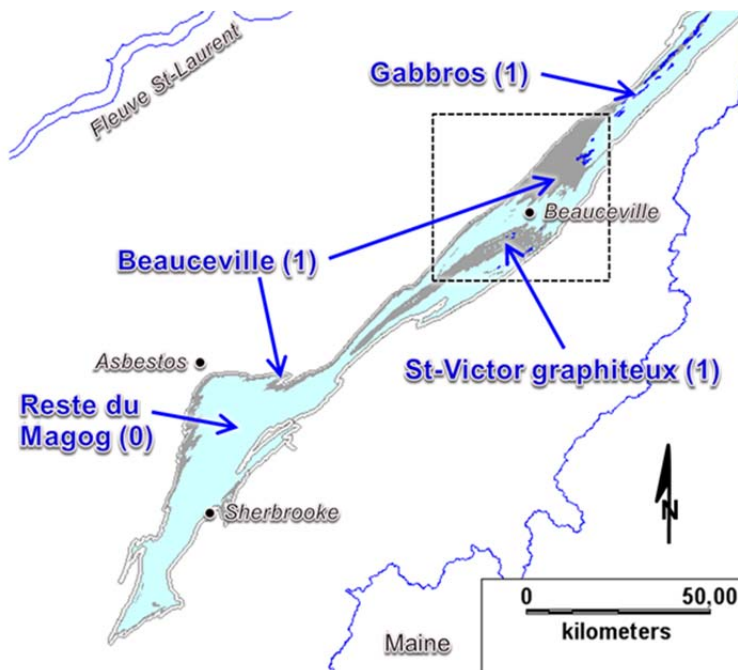 Fleuve St-Laurent
Gabbros (1)
Beauceville
Beauceville (1)
Asbestos
St-Victor graphiteux (1)
Reste du
Magog (0)
Sherbrooke
N
0 50,00
kilometers
Maine